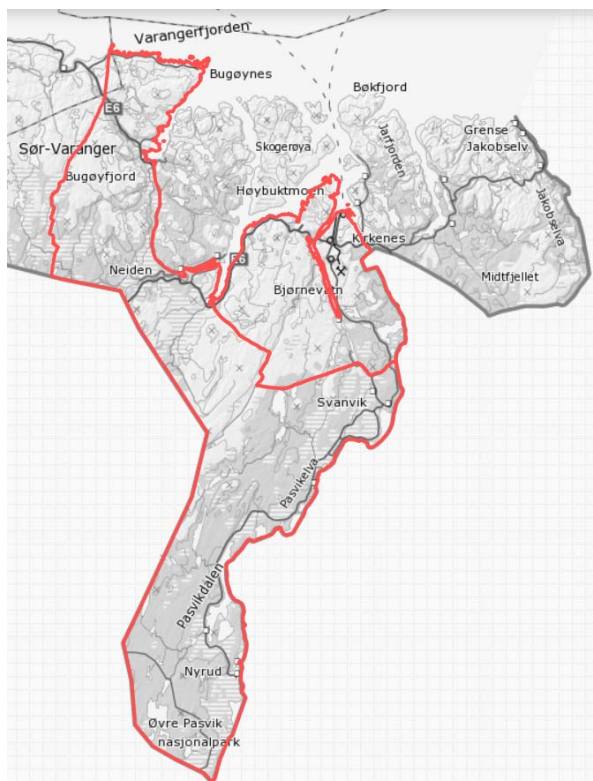 Varangerfjorden
Bugøynes
Bøkfjord
E6
Grense
Jakobselv
Sør-Varanger
Skogerøya
Jarfjorden
Bugøyfjord
Høybuktmoen
Jakobselva
Kirkenes
Neiden
E6
Midtfjellet
Bjørnevatn
Svanvik
Pasvikelva
Pasvikdalen
Nyrud
Øvre Pasvik
nasjonalpark